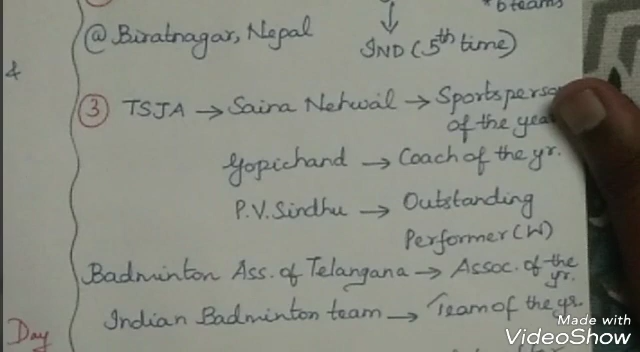 * 6 teams
@ Biratnagar, Nepal
IND (5th time)
&
③ TSJA → Saina Nehwal → Sportsperson
of the year
Gopichand → Coach of the yr.
P.V. Sindhu → Outstanding
Performer (W)
Badminton Ass. of Telangana → Assoc. of the
yr.
Indian Badminton team → Team of the yr.
Day
Made with
VideoShow